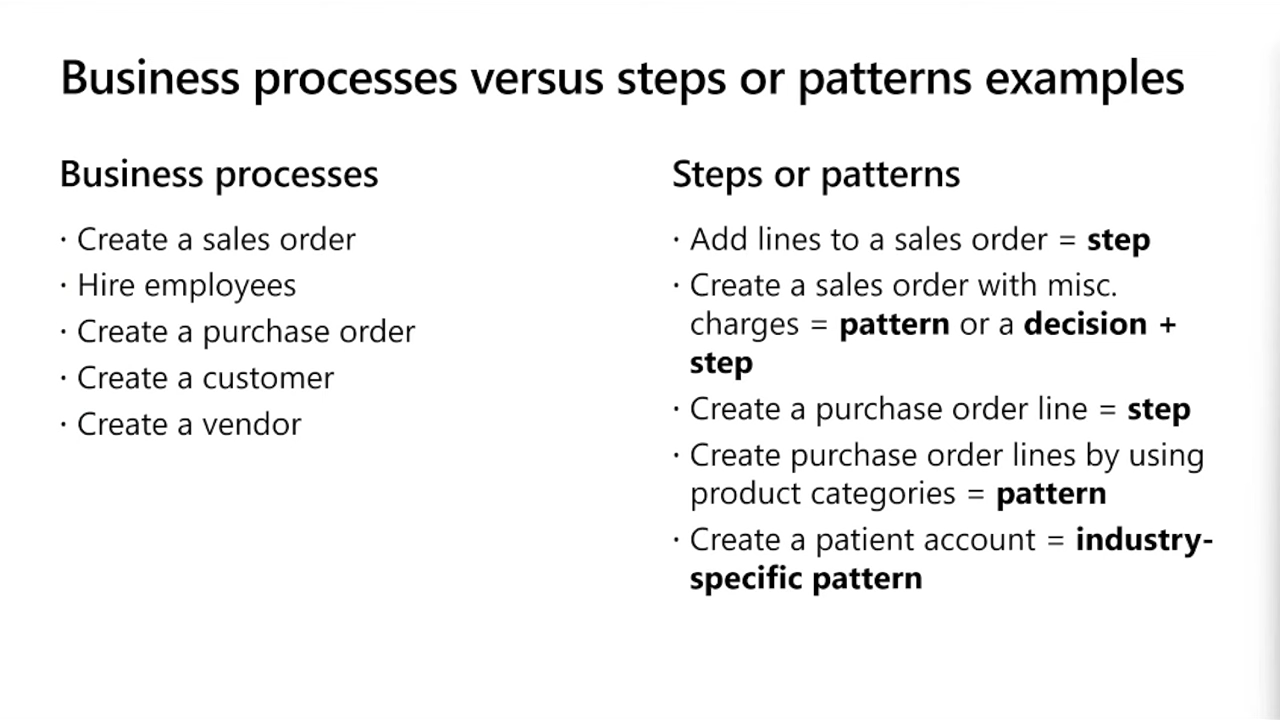 Business processes versus steps or patterns examples
Business processes
· Create a sales order
· Hire employees
· Create a purchase order
· Create a customer
· Create a vendor
Steps or patterns
· Add lines to a sales order = step
· Create a sales order with misc.
charges = pattern or a decision +
step
· Create a purchase order line = step
· Create purchase order lines by using
product categories = pattern
· Create a patient account = industry-
specific pattern